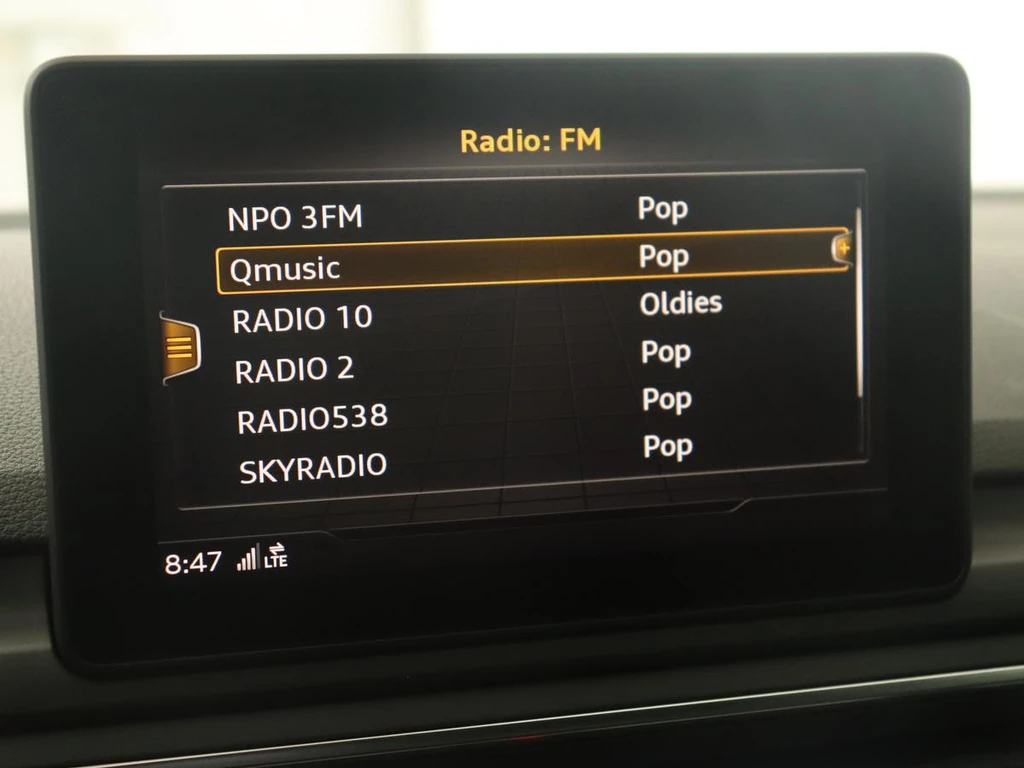 Radio: FM
NPO 3FM Pop
Qmusic Pop
RADIO 10 Oldies
RADIO 2 Pop
RADIO538 Pop
SKYRADIO Pop
8:47 LTE